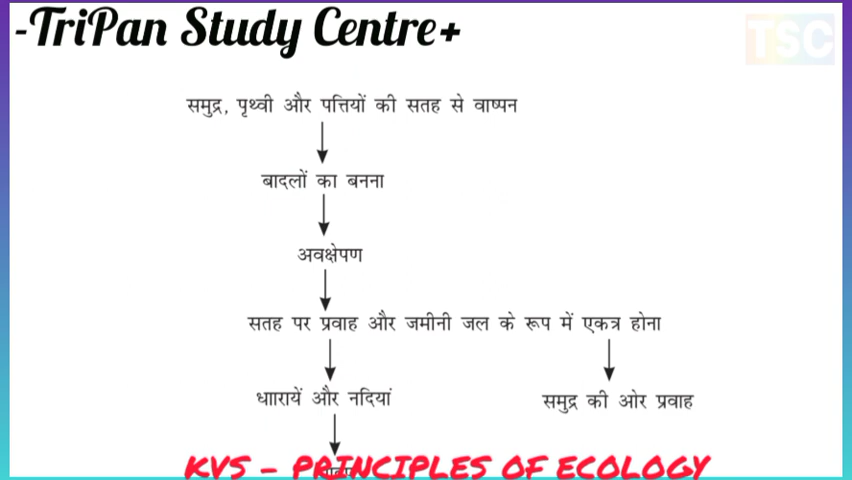 -TriPan Study Centre+
TSC
समुद्र, पृथ्वी और पत्तियों की सतह से वाष्पन
बादलों का बनना
अवक्षेपण
सतह पर प्रवाह और जमीनी जल के रूप में एकत्र होना
धाारायें और नदियां
समुद्र की ओर प्रवाह
KVS - PRINCIPLES OF ECOLOGY